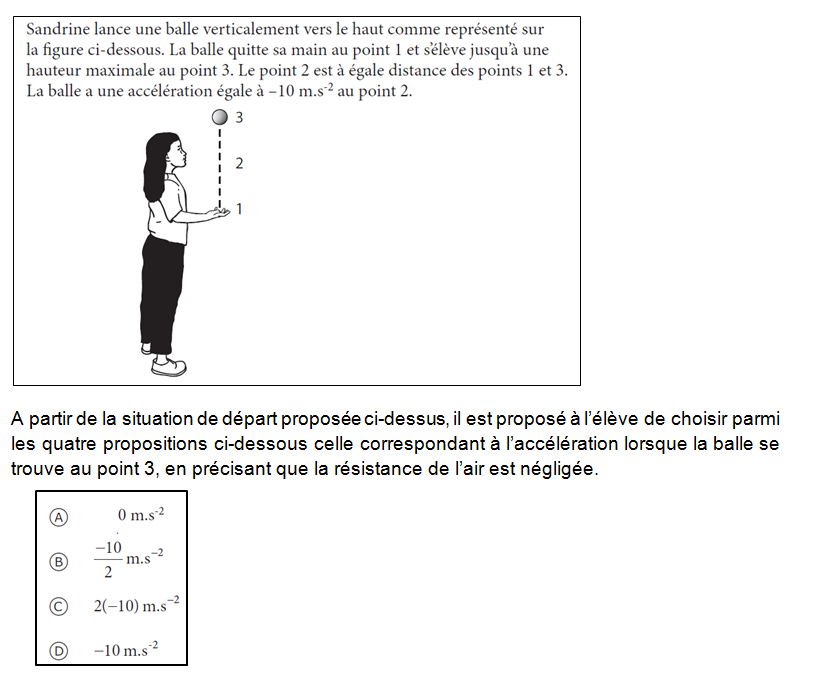 Sandrine lance une balle verticalement vers le haut comme représenté sur
la figure ci-dessous. La balle quitte sa main au point 1 et s'élève jusqu'à une
hauteur maximale au point 3. Le point 2 est à égale distance des points 1 et 3.
La balle a une accélération égale à –10 m.s⁻² au point 2.
3
2
1
A partir de la situation de départ proposée ci-dessus, il est proposé à l'élève de choisir parmi
les quatre propositions ci-dessous celle correspondant à l'accélération lorsque la balle se
trouve au point 3, en précisant que la résistance de l'air est négligée.
A 0 m.s⁻²
B −10/2 m.s⁻²
C 2(−10) m.s⁻²
D −10 m.s⁻²